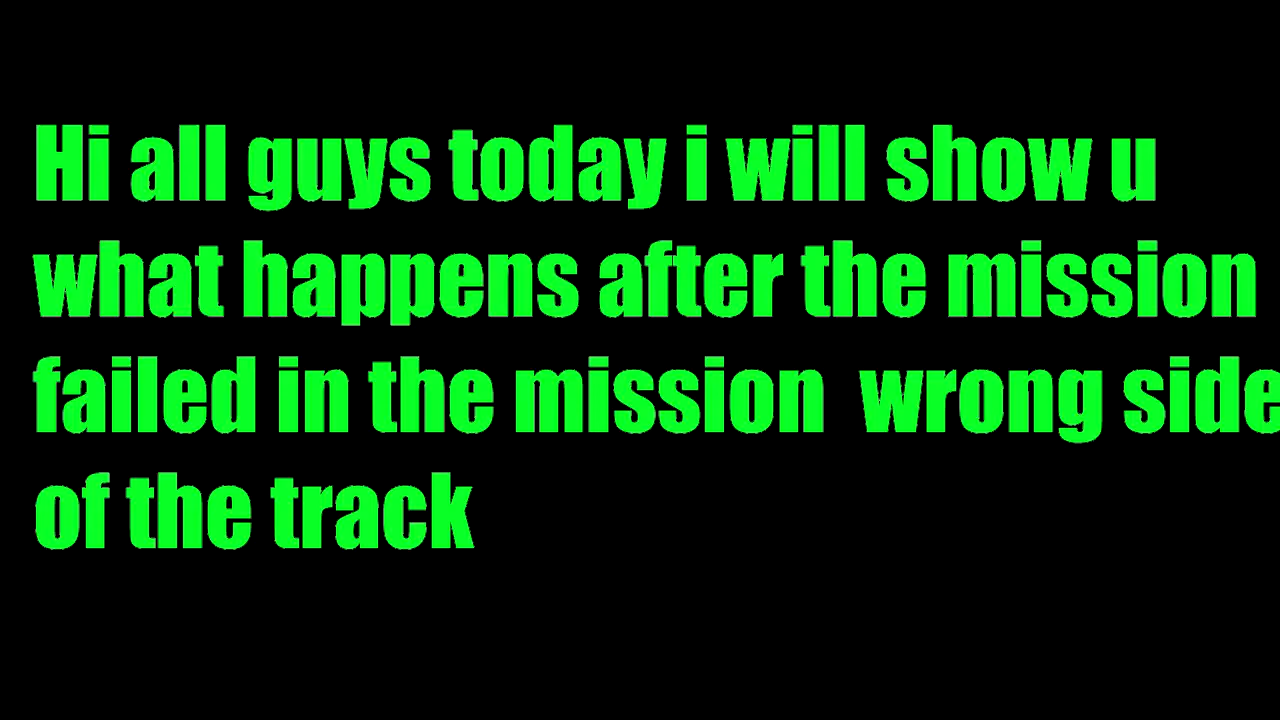 Hi all guys today i will show u
what happens after the mission
failed in the mission  wrong side
of the track